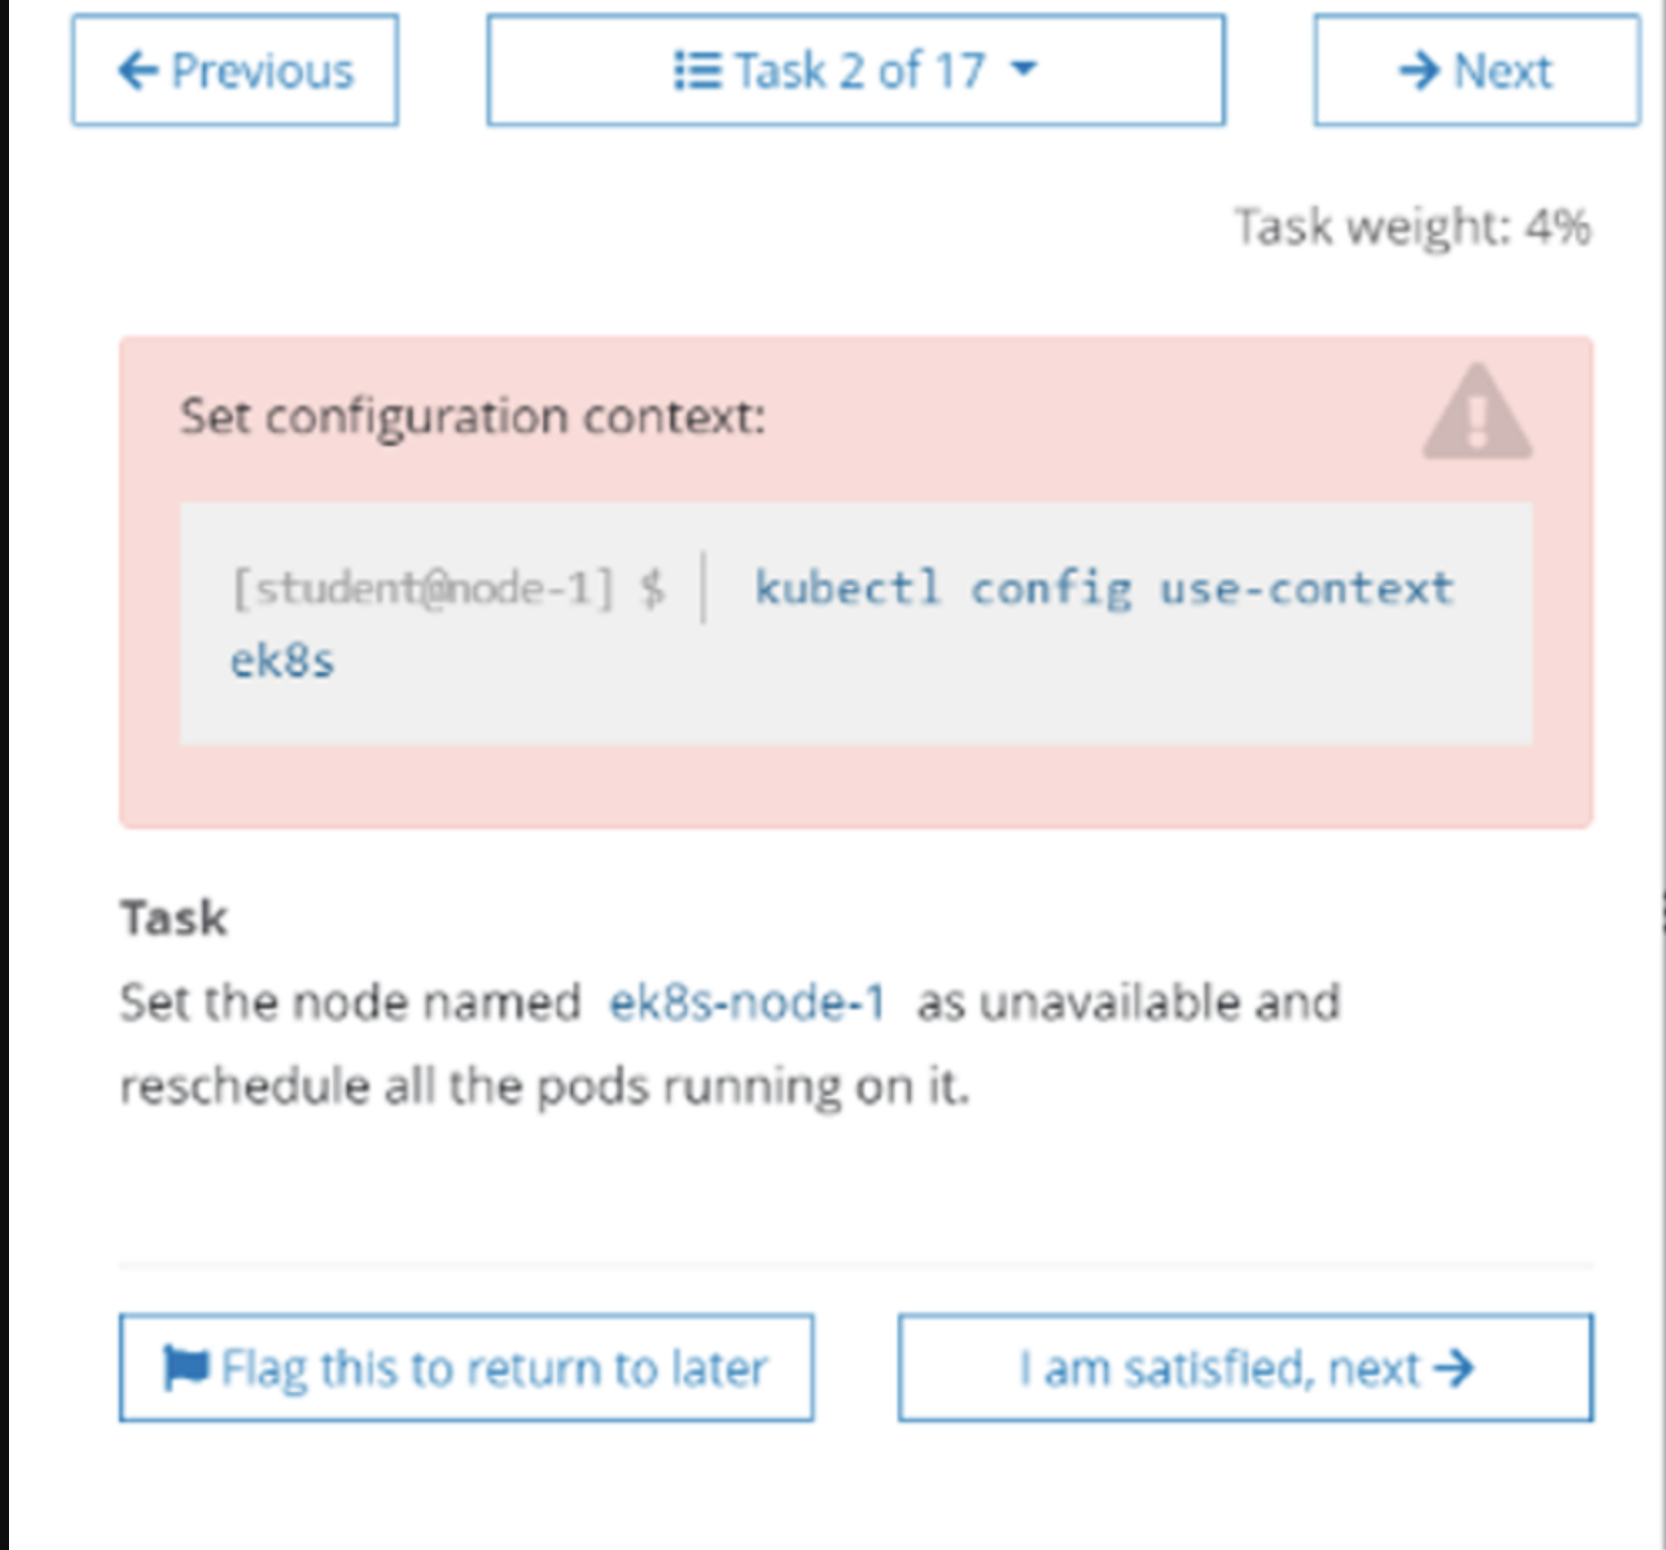 Previous
Task 2 of 17
Next
Task weight: 4%
Set configuration context:
[student@node-1] $ | kubectl config use-context
ek8s
Task
Set the node named ek8s-node-1 as unavailable and
reschedule all the pods running on it.
Flag this to return to later
I am satisfied, next